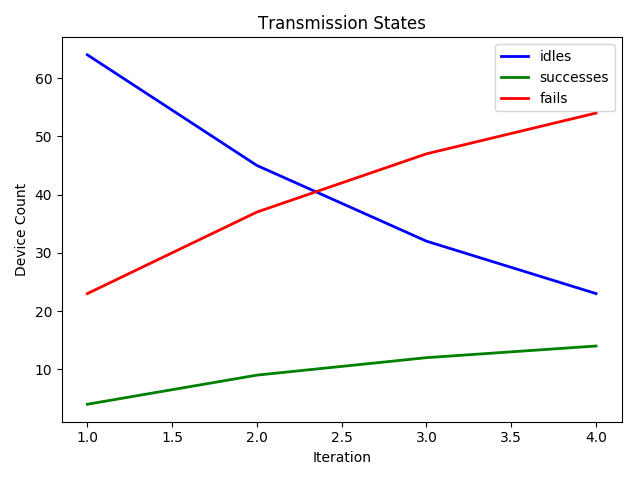 Transmission States
idles
successes
fails
60
50
40
30
20
10
Device Count
1.0 1.5 2.0 2.5 3.0 3.5 4.0
Iteration